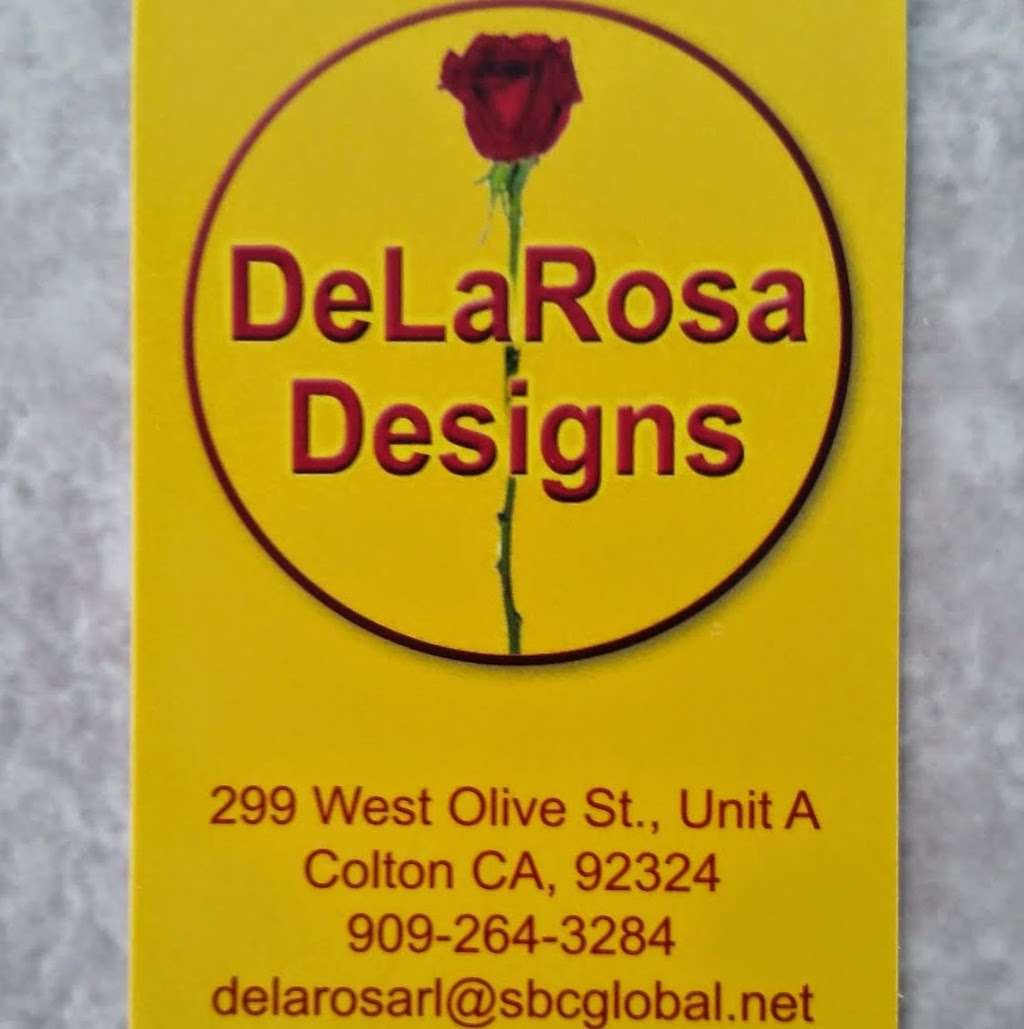 DeLaRosa
Designs
299 West Olive St., Unit A
Colton CA, 92324
909-264-3284
delarosarl@sbcglobal.net